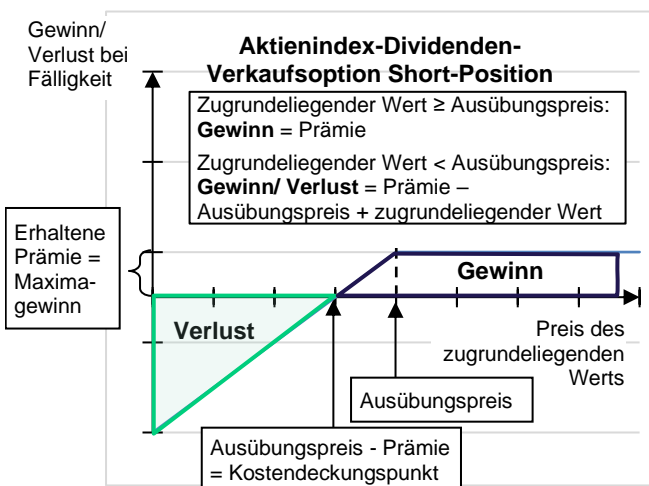 Gewinn/
Verlust bei
Fälligkeit
Aktienindex-Dividenden-
Verkaufsoption Short-Position
Zugrundeliegender Wert ≥ Ausübungspreis:
Gewinn = Prämie
Zugrundeliegender Wert < Ausübungspreis:
Gewinn/ Verlust = Prämie –
Ausübungspreis + zugrundeliegender Wert
Erhaltene
Prämie =
Maxima-
gewinn
Gewinn
Verlust
Preis des
zugrundeliegenden
Werts
Ausübungspreis
Ausübungspreis - Prämie
= Kostendeckungspunkt